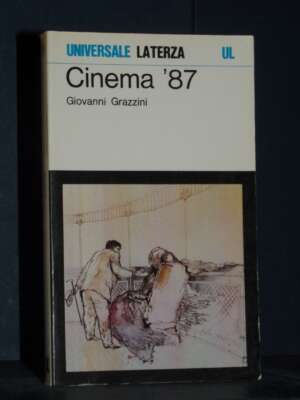 UNIVERSALE LATERZA UL
Cinema '87
Giovanni Grazzini